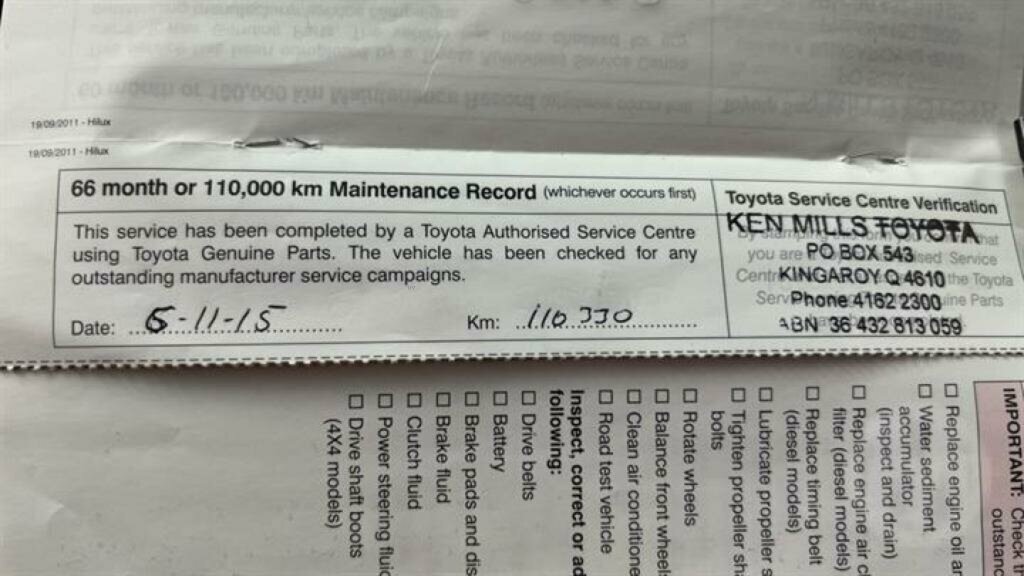 19/09/2011 - Hilux
19/09/2011 - Hilux
66 month or 110,000 km Maintenance Record (whichever occurs first)
This service has been completed by a Toyota Authorised Service Centre
using Toyota Genuine Parts. The vehicle has been checked for any
outstanding manufacturer service campaigns.
Date: 5-11-15
Km: 110 330
Toyota Service Centre Verification
KEN MILLS TOYOTA
PO BOX 543
KINGAROY Q 4610
Phone 4162 2300
ABN 36 432 813 059
IMPORTANT: Check
☐ Replace engine oil
☐ Water sediment
accumulator
(inspect and drain)
☐ Replace engine air
filter (diesel models)
☐ Replace timing belt
(diesel models)
☐ Lubricate propeller
☐ Tighten propeller
bolts
☐ Rotate wheels
☐ Balance front wheels
☐ Clean air
☐ Road test vehicle
Inspect, correct or
following:
☐ Drive belts
☐ Battery
☐ Brake pads and
☐ Brake fluid
☐ Clutch fluid
☐ Power steering
☐ Drive shaft boots
(4X4 models)